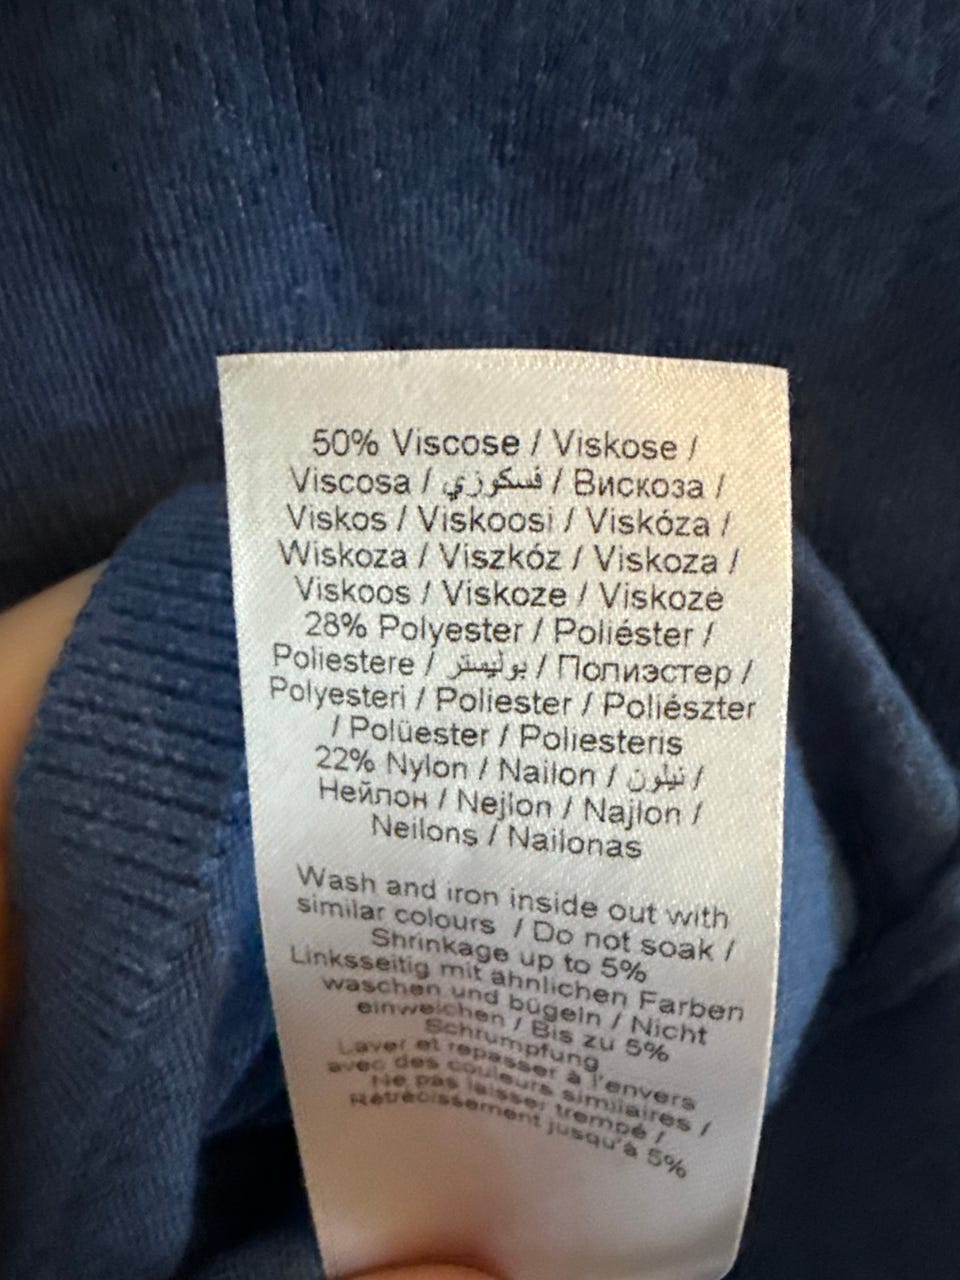 50% Viscose / Viskose /
Viscosa / فسكوزي / Вискоза /
Viskos / Viskoosi / Viskóza /
Wiskoza / Viszkóz / Viskoza /
Viskoos / Viskoze / Viskozė
28% Polyester / Poliéster /
Poliestere / بوليستر / Полиэстер /
Polyesteri / Poliester / Poliészter
/ Polüester / Poliesteris
22% Nylon / Nailon / نيلون /
Нейлон / Nejlon / Najlon /
Neilons / Nailonas
Wash and iron inside out with
similar colours / Do not soak /
Shrinkage up to 5%
Linksseitig mit ähnlichen Farben
waschen und bügeln / Nicht
einweichen / Bis zu 5%
Schrumpfung
Laver et repasser à l'envers
avec des couleurs similaires /
Ne pas laisser trempé /
Rétrécissement jusqu'à 5%